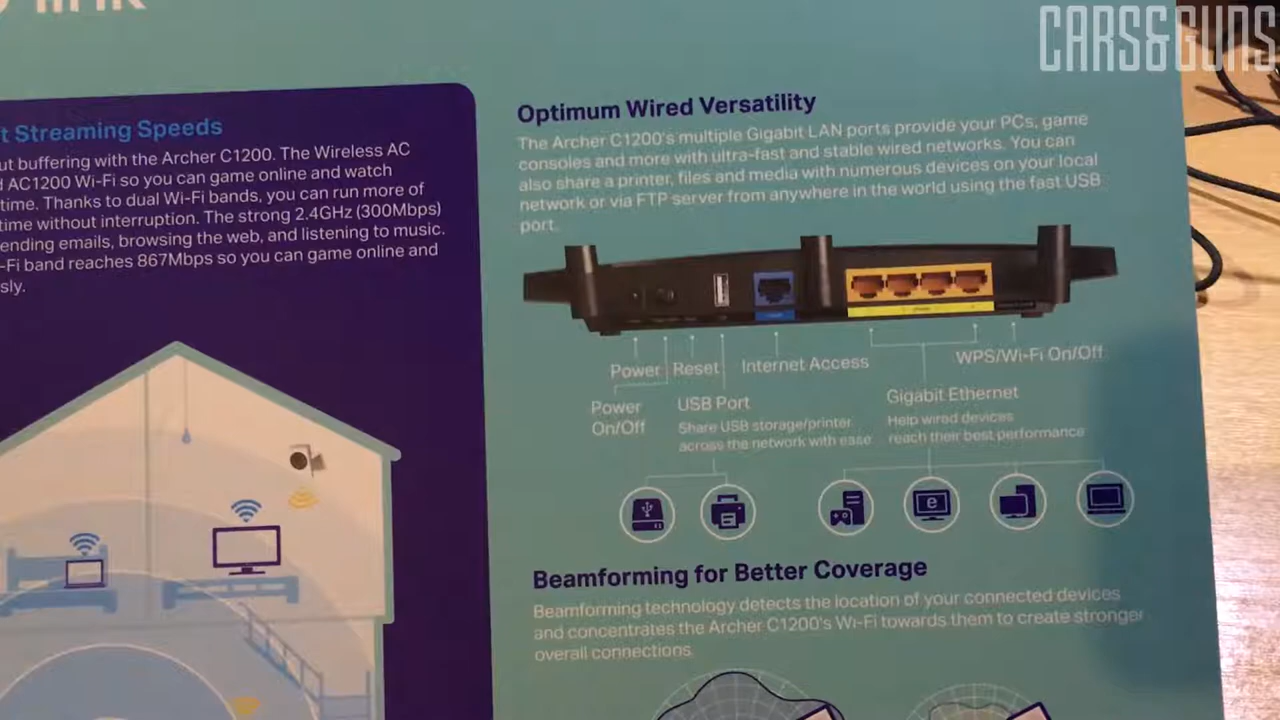 link
CARS&GUNS
t Streaming Speeds
ut buffering with the Archer C1200. The Wireless AC
d AC1200 Wi-Fi so you can game online and watch
time. Thanks to dual Wi-Fi bands, you can run more of
time without interruption. The strong 2.4GHz (300Mbps)
ending emails, browsing the web, and listening to music.
-Fi band reaches 867Mbps so you can game online and
sly.
Optimum Wired Versatility
The Archer C1200's multiple Gigabit LAN ports provide your PCs, game
consoles and more with ultra-fast and stable wired networks. You can
also share a printer, files and media with numerous devices on your local
network or via FTP server from anywhere in the world using the fast USB
port.
Power
Reset
Internet Access
WPS/Wi-Fi On/Off
Power
On/Off
USB Port
Share USB storage/printer
across the network with ease
Gigabit Ethernet
Help wired devices
reach their best performance
e
Beamforming for Better Coverage
Beamforming technology detects the location of your connected devices
and concentrates the Archer C1200's Wi-Fi towards them to create stronger
overall connections.